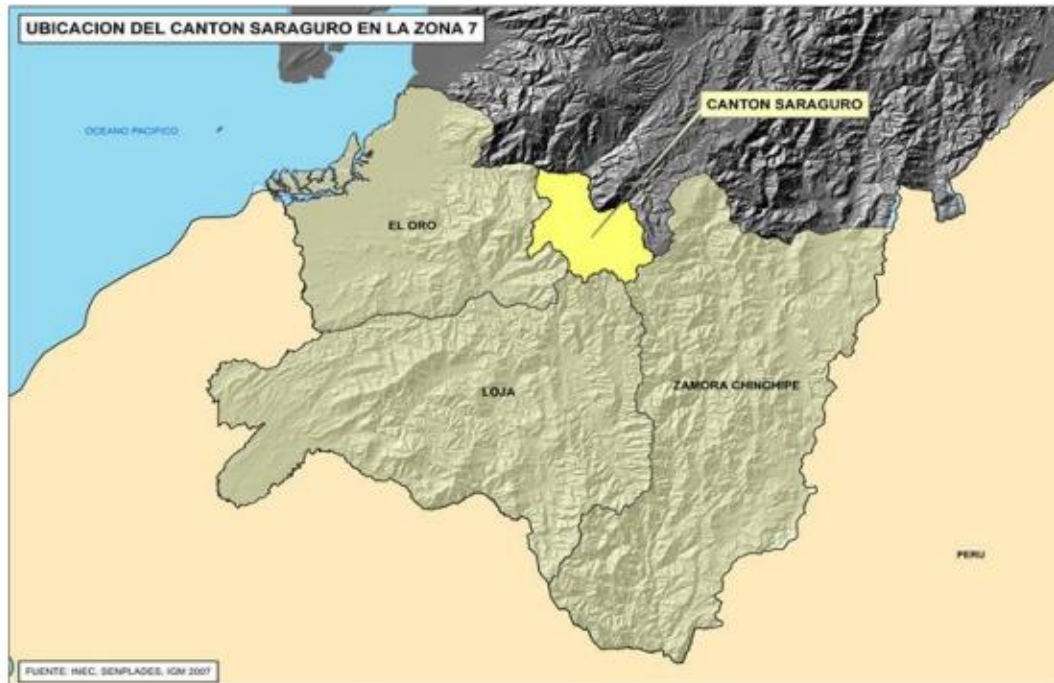 UBICACION DEL CANTON SARAGURO EN LA ZONA 7
CANTON SARAGURO
OCEANO PACIFICO
EL ORO
LOJA
ZAMORA CHINCHIPE
PERU
FUENTE: INEC, SENPLADES, IGM 2007